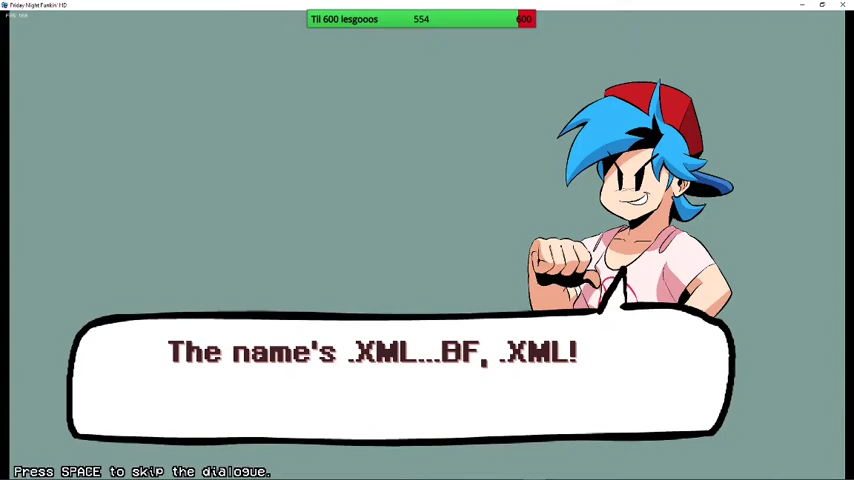 Friday Night Funkin' HD
Til 600 lesgooos 554 600
The name's .XML...BF, .XML!
Press SPACE to skip the dialogue.